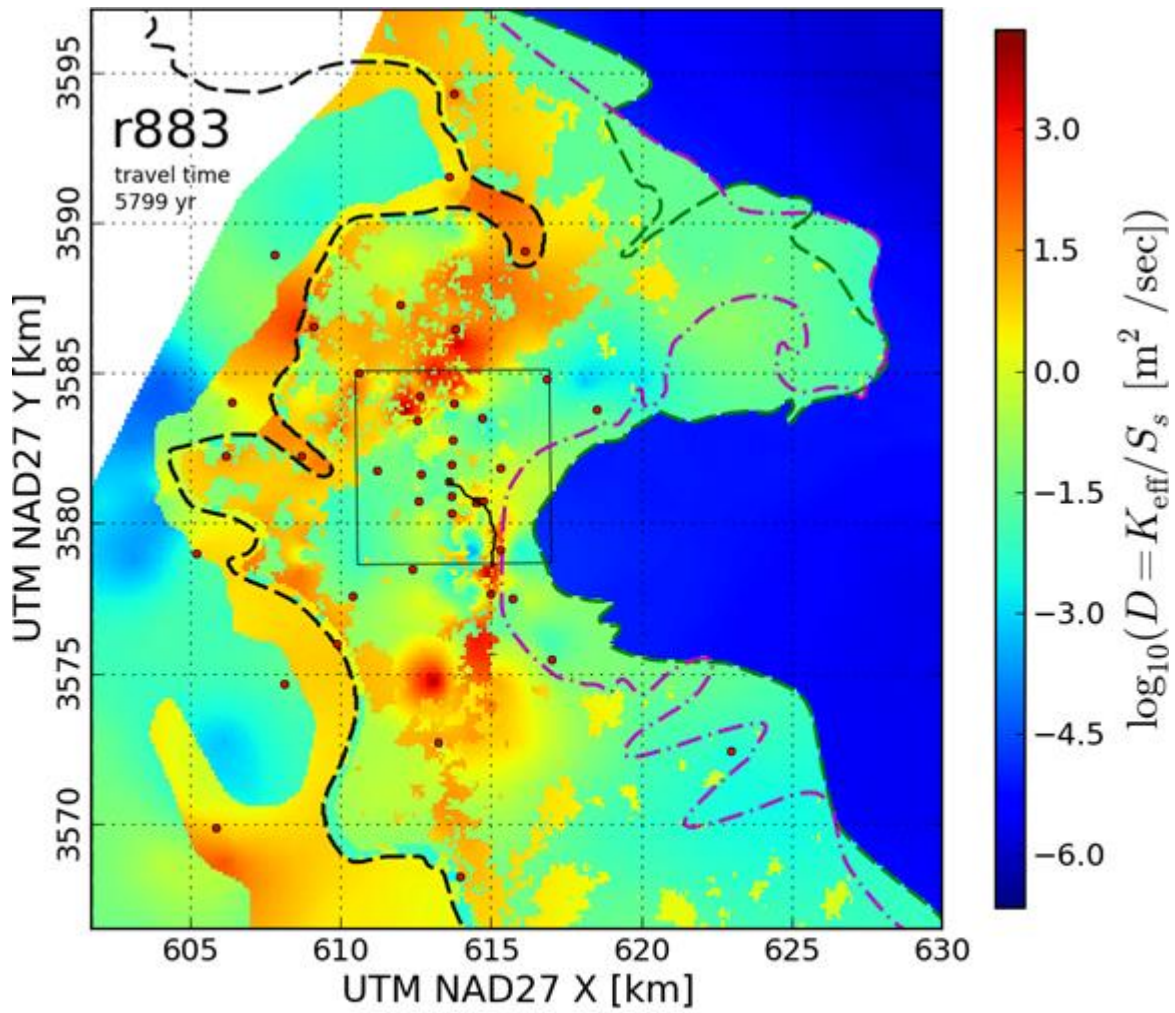 r883
travel time
5799 yr
3595
3590
3585
3580
3575
3570
UTM NAD27 Y [km]
605 610 615 620 625 630
UTM NAD27 X [km]
3.0
1.5
0.0
−1.5
−3.0
−4.5
−6.0
log₁₀(D = K_eff/S_s [m² /sec])